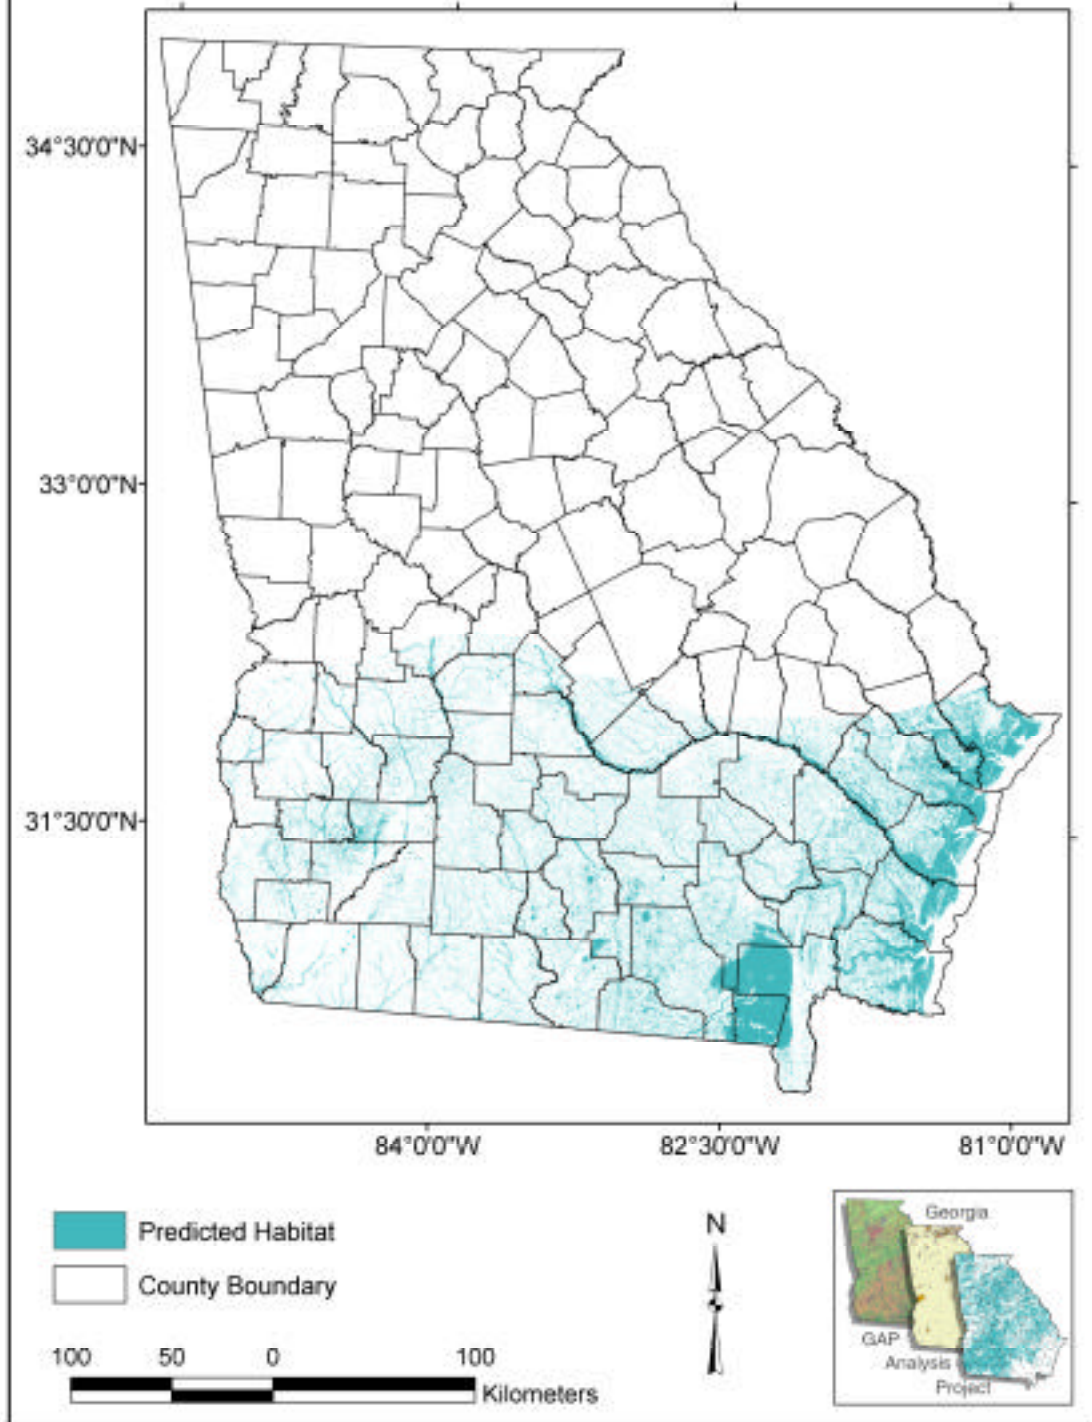 34°30'0"N
33°0'0"N
31°30'0"N
84°0'0"W 82°30'0"W 81°0'0"W
Predicted Habitat
County Boundary
100 50 0 100
Kilometers
N
Georgia
GAP
Analysis
Project